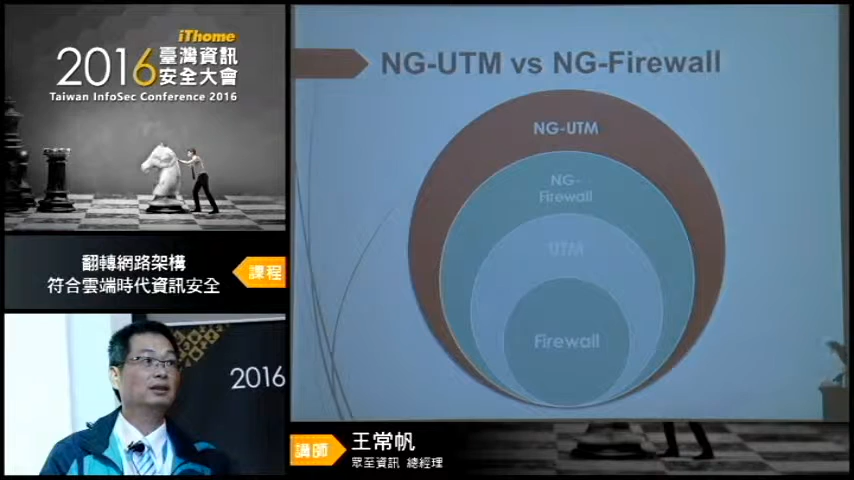 iThome
2016 臺灣資訊
安全大會
Taiwan InfoSec Conference 2016
翻轉網路架構
符合雲端時代資訊安全
課程
2016
NG-UTM vs NG-Firewall
NG-UTM
NG-
Firewall
UTM
Firewall
講師
王常帆
眾至資訊 總經理